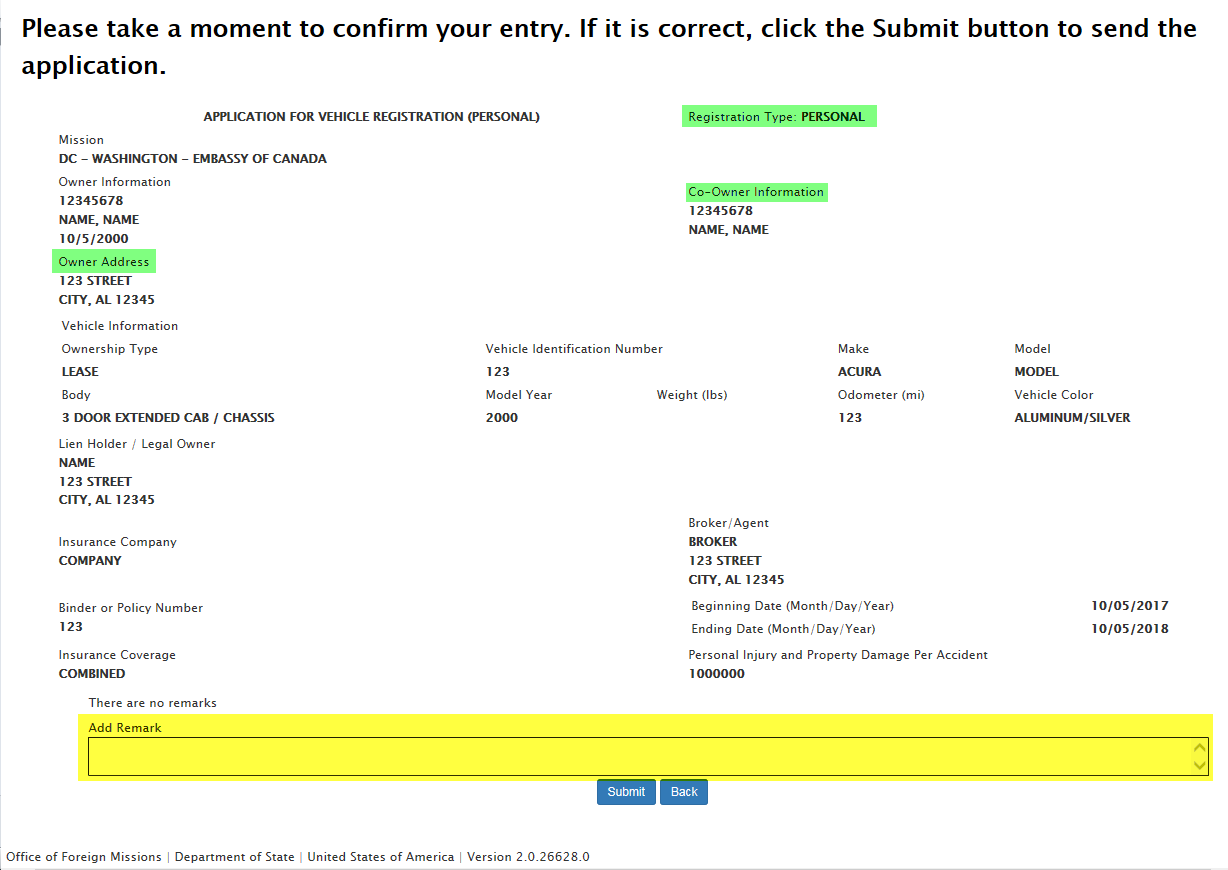 Please take a moment to confirm your entry. If it is correct, click the Submit button to send the
application.
APPLICATION FOR VEHICLE REGISTRATION (PERSONAL)
Registration Type: PERSONAL
Mission
DC - WASHINGTON - EMBASSY OF CANADA
Owner Information
12345678
NAME, NAME
10/5/2000
Co-Owner Information
12345678
NAME, NAME
Owner Address
123 STREET
CITY, AL 12345
Vehicle Information
Ownership Type Vehicle Identification Number Make Model
LEASE 123 ACURA MODEL
Body Model Year Weight (lbs) Odometer (mi) Vehicle Color
3 DOOR EXTENDED CAB / CHASSIS 2000 123 ALUMINUM/SILVER
Lien Holder / Legal Owner
NAME
123 STREET
CITY, AL 12345
Insurance Company
COMPANY
Broker/Agent
BROKER
123 STREET
CITY, AL 12345
Binder or Policy Number
123
Beginning Date (Month/Day/Year) 10/05/2017
Ending Date (Month/Day/Year) 10/05/2018
Insurance Coverage
COMBINED
Personal Injury and Property Damage Per Accident
1000000
There are no remarks
Add Remark
Submit Back
Office of Foreign Missions | Department of State | United States of America | Version 2.0.26628.0